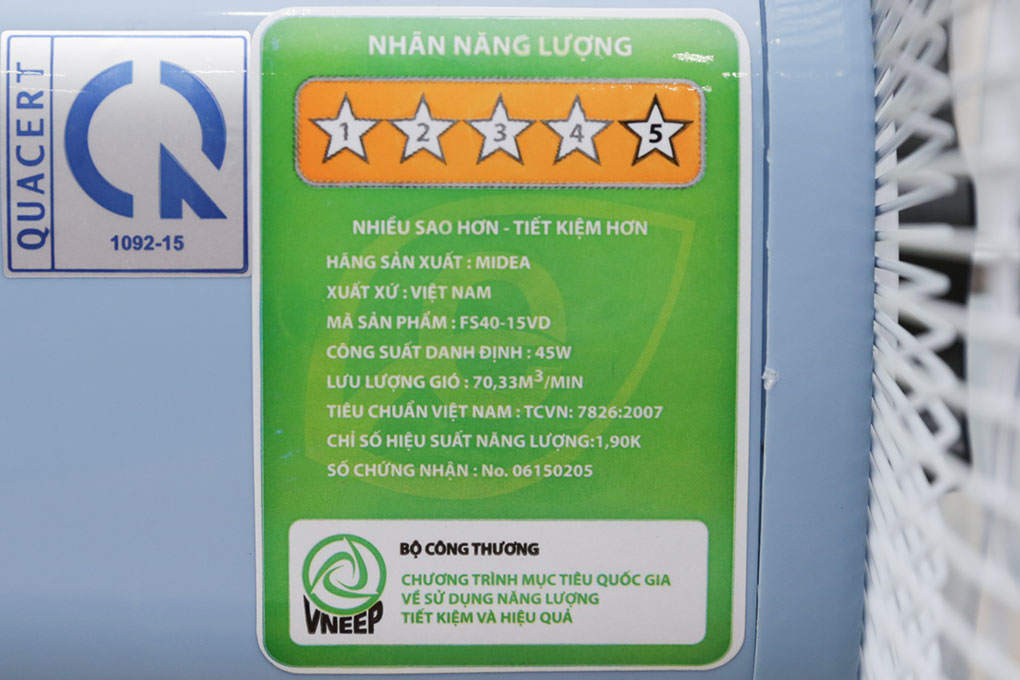 QUACERT
1092-15
NHÃN NĂNG LƯỢNG
1 2 3 4 5
NHIỀU SAO HƠN - TIẾT KIỆM HƠN
HÃNG SẢN XUẤT : MIDEA
XUẤT XỨ : VIỆT NAM
MÃ SẢN PHẨM : FS40-15VD
CÔNG SUẤT DANH ĐỊNH : 45W
LƯU LƯỢNG GIÓ : 70,33M³/MIN
TIÊU CHUẨN VIỆT NAM : TCVN: 7826:2007
CHỈ SỐ HIỆU SUẤT NĂNG LƯỢNG:1,90K
SỐ CHỨNG NHẬN : No. 06150205
VNEEP
BỘ CÔNG THƯƠNG
CHƯƠNG TRÌNH MỤC TIÊU QUỐC GIA
VỀ SỬ DỤNG NĂNG LƯỢNG
TIẾT KIỆM VÀ HIỆU QUẢ